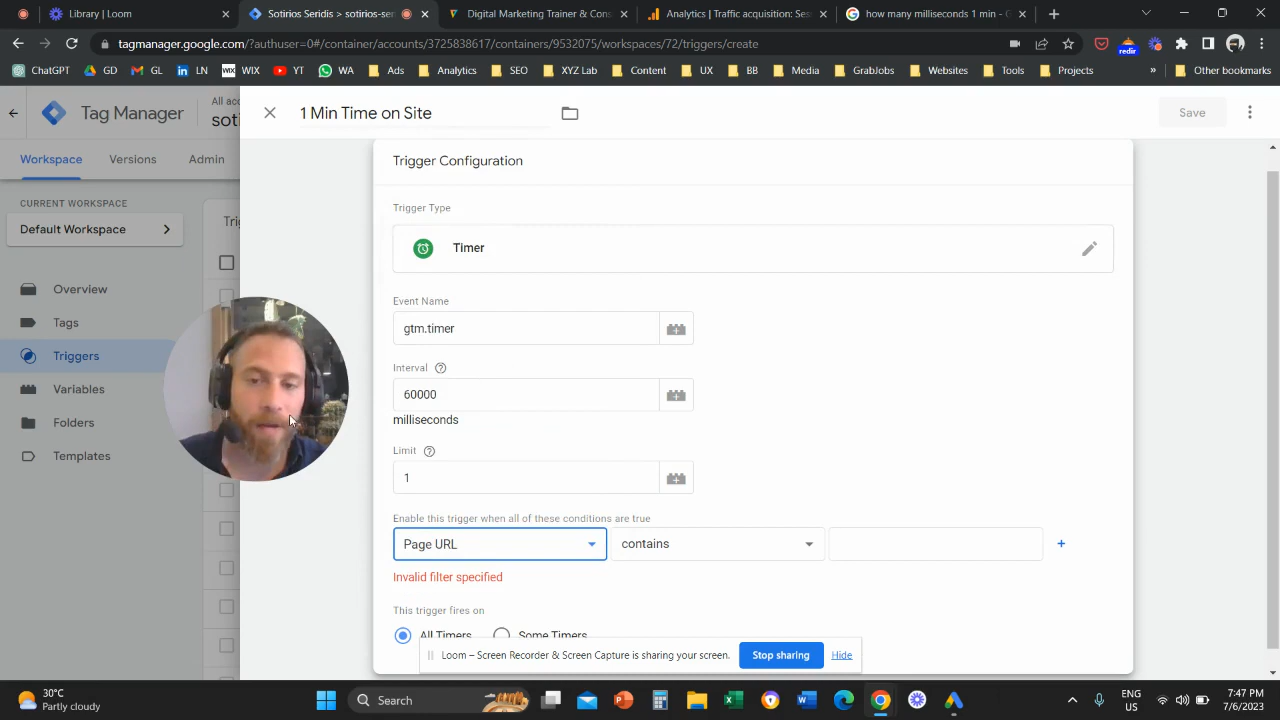 Library | Loom
Sotirios Seridis > sotirios-ser
Digital Marketing Trainer & Cons
Analytics | Traffic acquisition: Ses
how many milliseconds 1 min - G
tagmanager.google.com/?authuser=0#/container/accounts/3725838617/containers/9532075/workspaces/72/triggers/create
redir
ChatGPT GD GL LN WIX YT WA Ads Analytics SEO XYZ Lab Content UX BB Media GrabJobs Websites Tools Projects » Other bookmarks
Tag Manager
All acc
soti
1 Min Time on Site
Save
Workspace Versions Admin
CURRENT WORKSPACE
Default Workspace
Overview
Tags
Triggers
Variables
Folders
Templates
Trig
Trigger Configuration
Trigger Type
Timer
Event Name
gtm.timer
Interval
60000
milliseconds
Limit
1
Enable this trigger when all of these conditions are true
Page URL contains
Invalid filter specified
This trigger fires on
All Timers Some Timers
Loom – Screen Recorder & Screen Capture is sharing your screen. Stop sharing Hide
30°C
Partly cloudy
Search
ENG
US
7:47 PM
7/6/2023